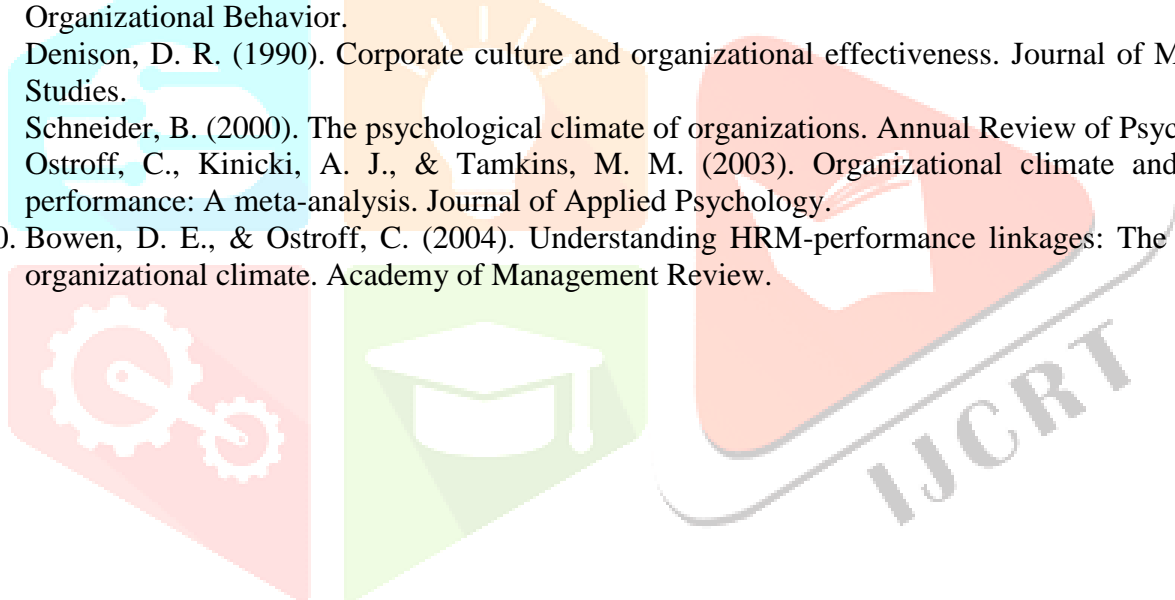 Organizational Behavior.
Denison, D. R. (1990). Corporate culture and organizational effectiveness. Journal of M
Studies.
Schneider, B. (2000). The psychological climate of organizations. Annual Review of Psyc
Ostroff, C., Kinicki, A. J., & Tamkins, M. M. (2003). Organizational climate and
performance: A meta-analysis. Journal of Applied Psychology.
0. Bowen, D. E., & Ostroff, C. (2004). Understanding HRM-performance linkages: The
organizational climate. Academy of Management Review.
IJCRT